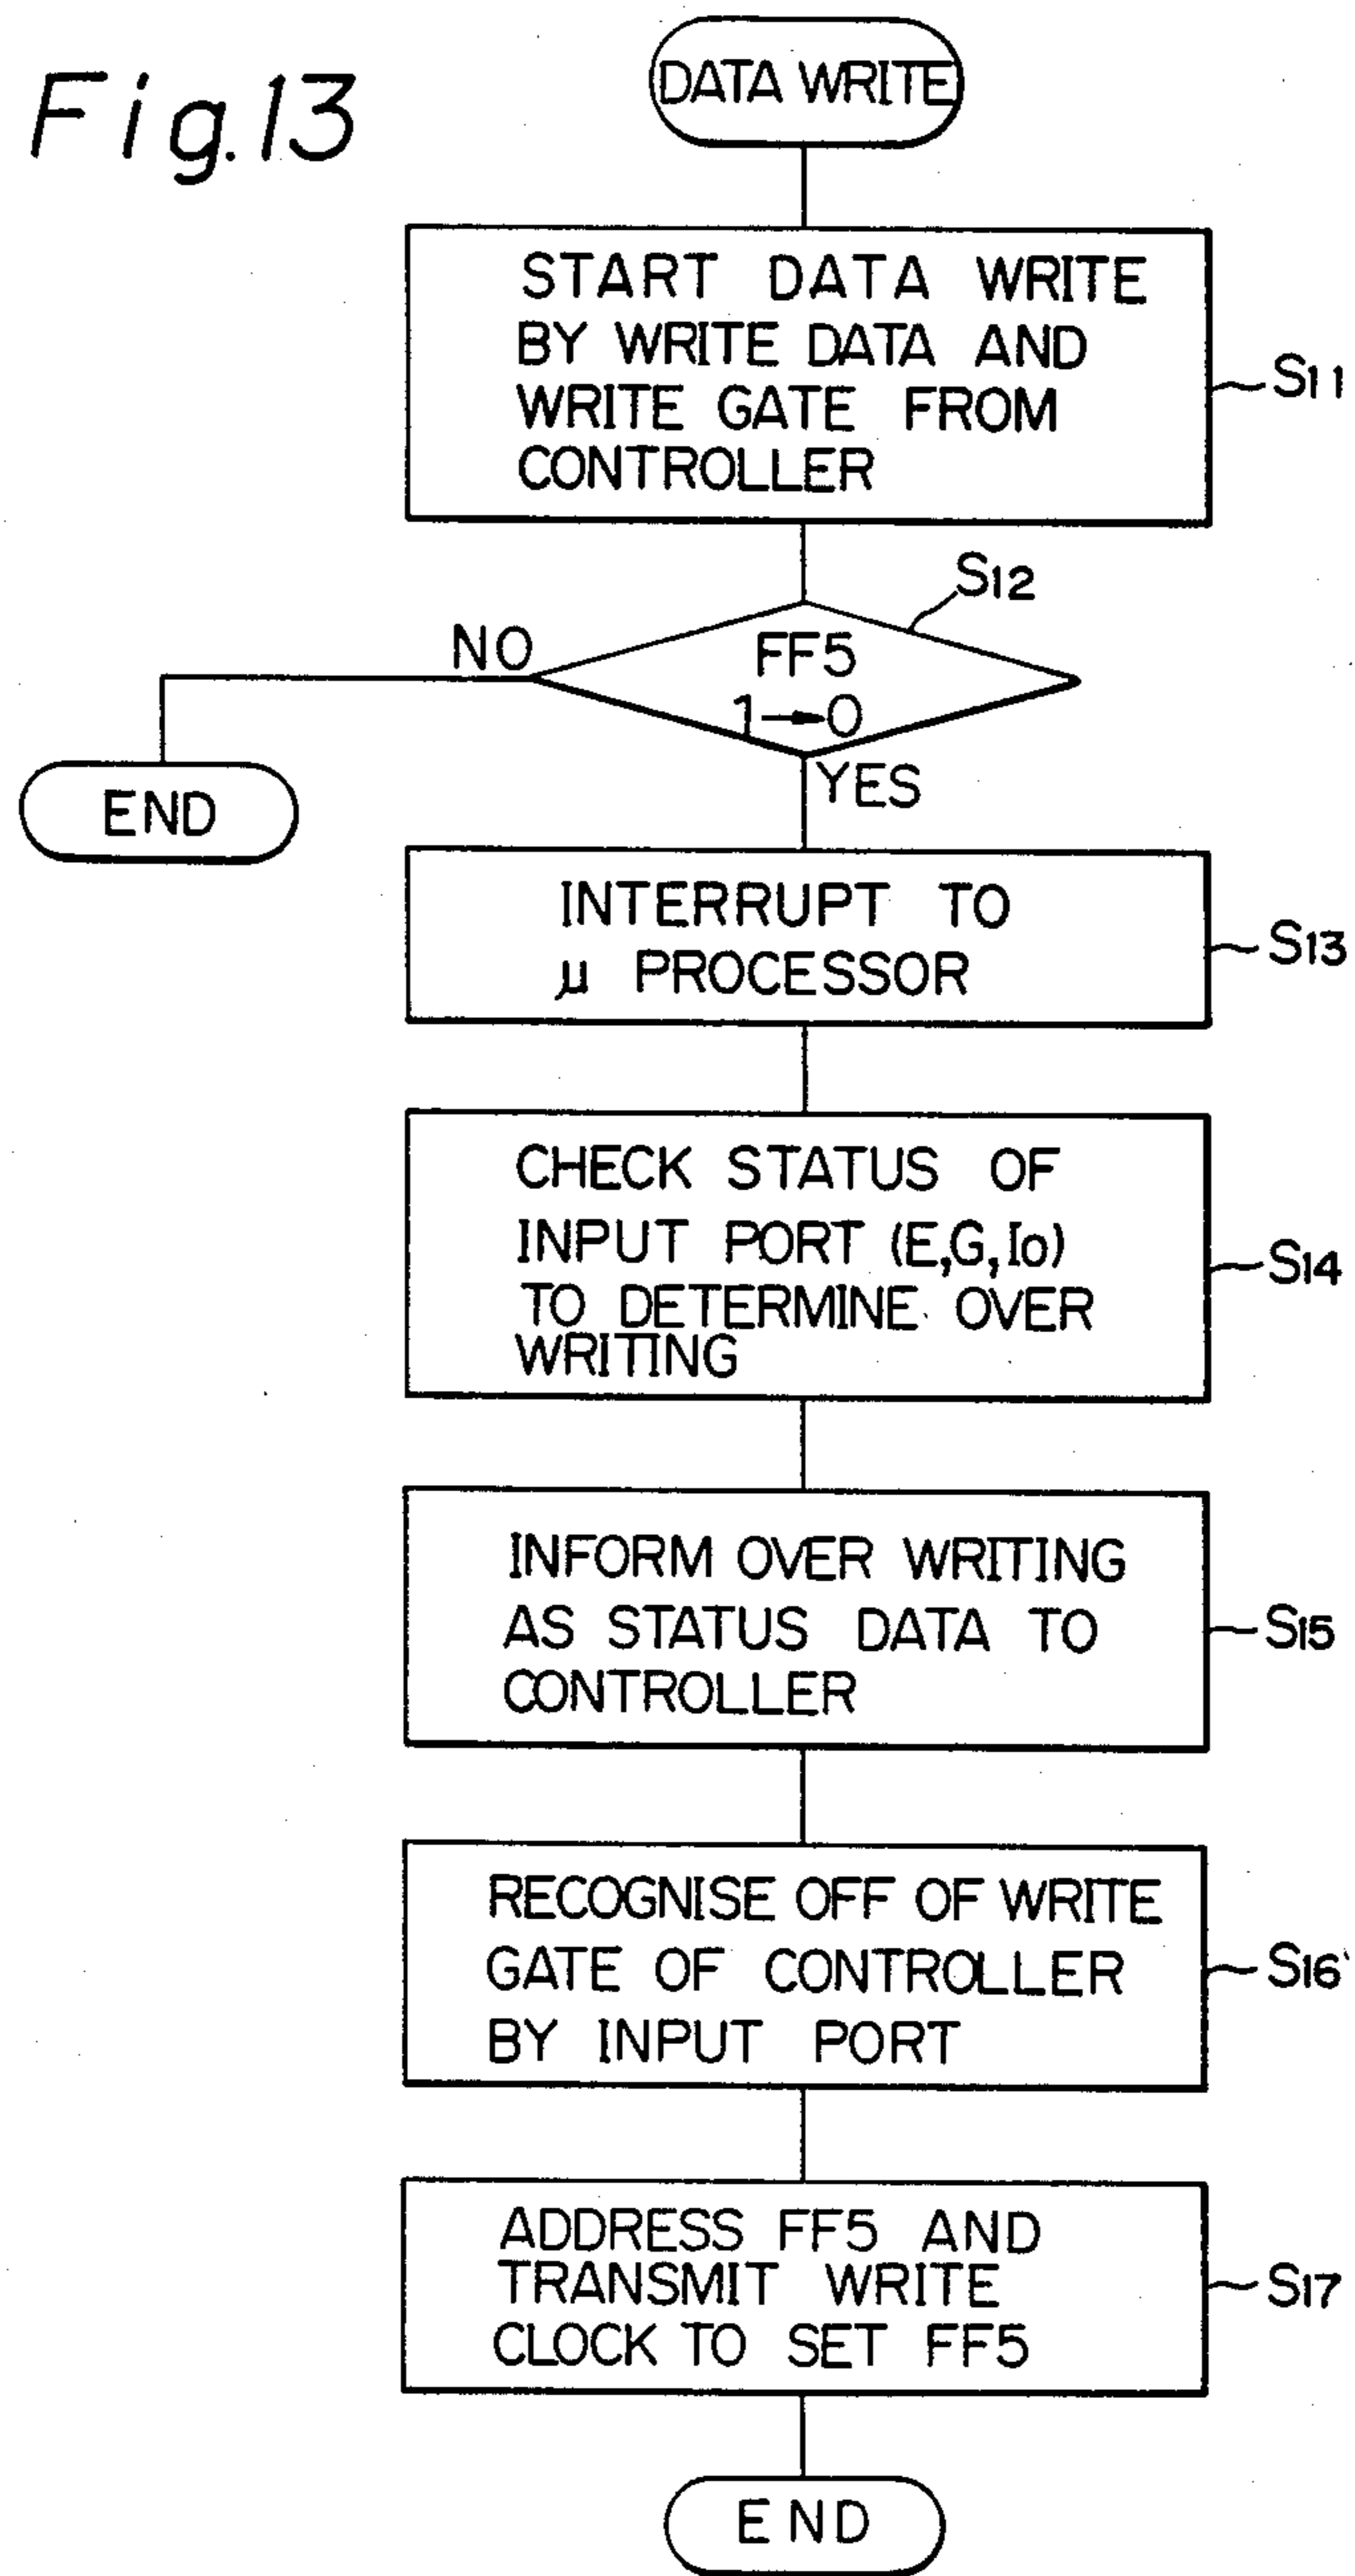 Fig.13
DATA WRITE
START DATA WRITE
BY WRITE DATA AND
WRITE GATE FROM
CONTROLLER
S11
S12
NO
FF5
1→0
END
YES
INTERRUPT TO
µ PROCESSOR
S13
CHECK STATUS OF
INPUT PORT (E,G,Io)
TO DETERMINE OVER
WRITING
S14
INFORM OVER WRITING
AS STATUS DATA TO
CONTROLLER
S15
RECOGNISE OFF OF WRITE
GATE OF CONTROLLER
BY INPUT PORT
S16
ADDRESS FF5 AND
TRANSMIT WRITE
CLOCK TO SET FF5
S17
END